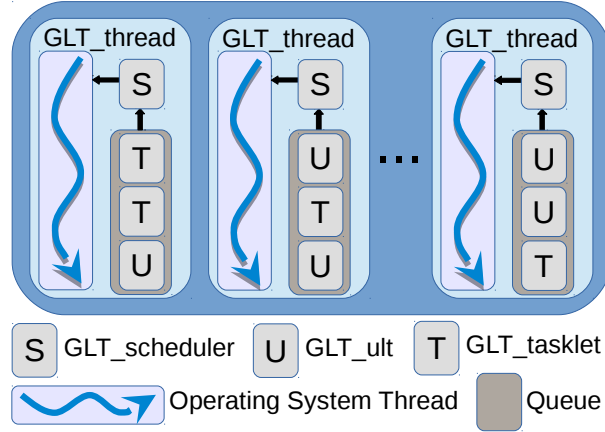 GLT_thread GLT_thread GLT_thread
S S S
T U U
T T U
U U T
...
S GLT_scheduler U GLT_ult T GLT_tasklet
Operating System Thread Queue